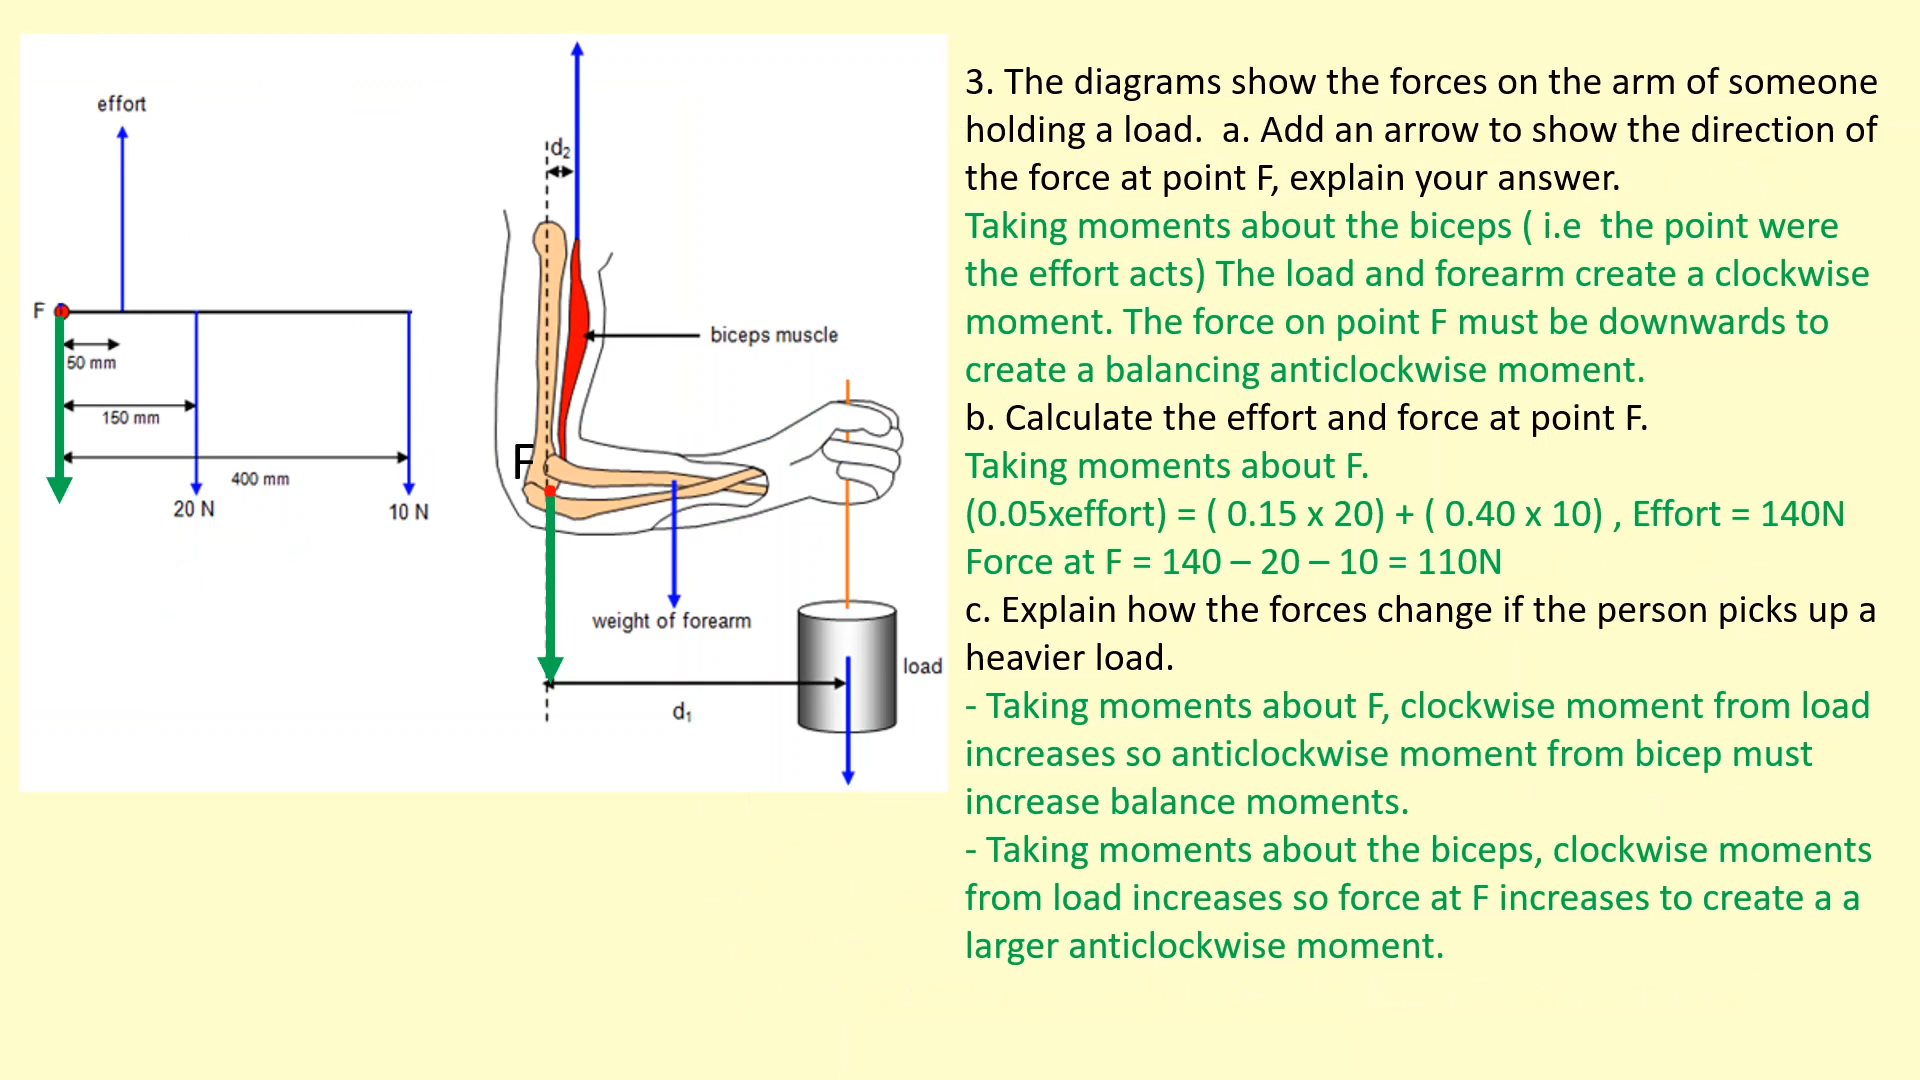 effort
F
50 mm
150 mm
400 mm
20 N
10 N
d2
biceps muscle
F
weight of forearm
load
d1
3. The diagrams show the forces on the arm of someone
holding a load.  a. Add an arrow to show the direction of
the force at point F, explain your answer.
Taking moments about the biceps ( i.e  the point were
the effort acts) The load and forearm create a clockwise
moment. The force on point F must be downwards to
create a balancing anticlockwise moment.
b. Calculate the effort and force at point F.
Taking moments about F.
(0.05xeffort) = ( 0.15 x 20) + ( 0.40 x 10) , Effort = 140N
Force at F = 140 – 20 – 10 = 110N
c. Explain how the forces change if the person picks up a
heavier load.
- Taking moments about F, clockwise moment from load
increases so anticlockwise moment from bicep must
increase balance moments.
- Taking moments about the biceps, clockwise moments
from load increases so force at F increases to create a a
larger anticlockwise moment.